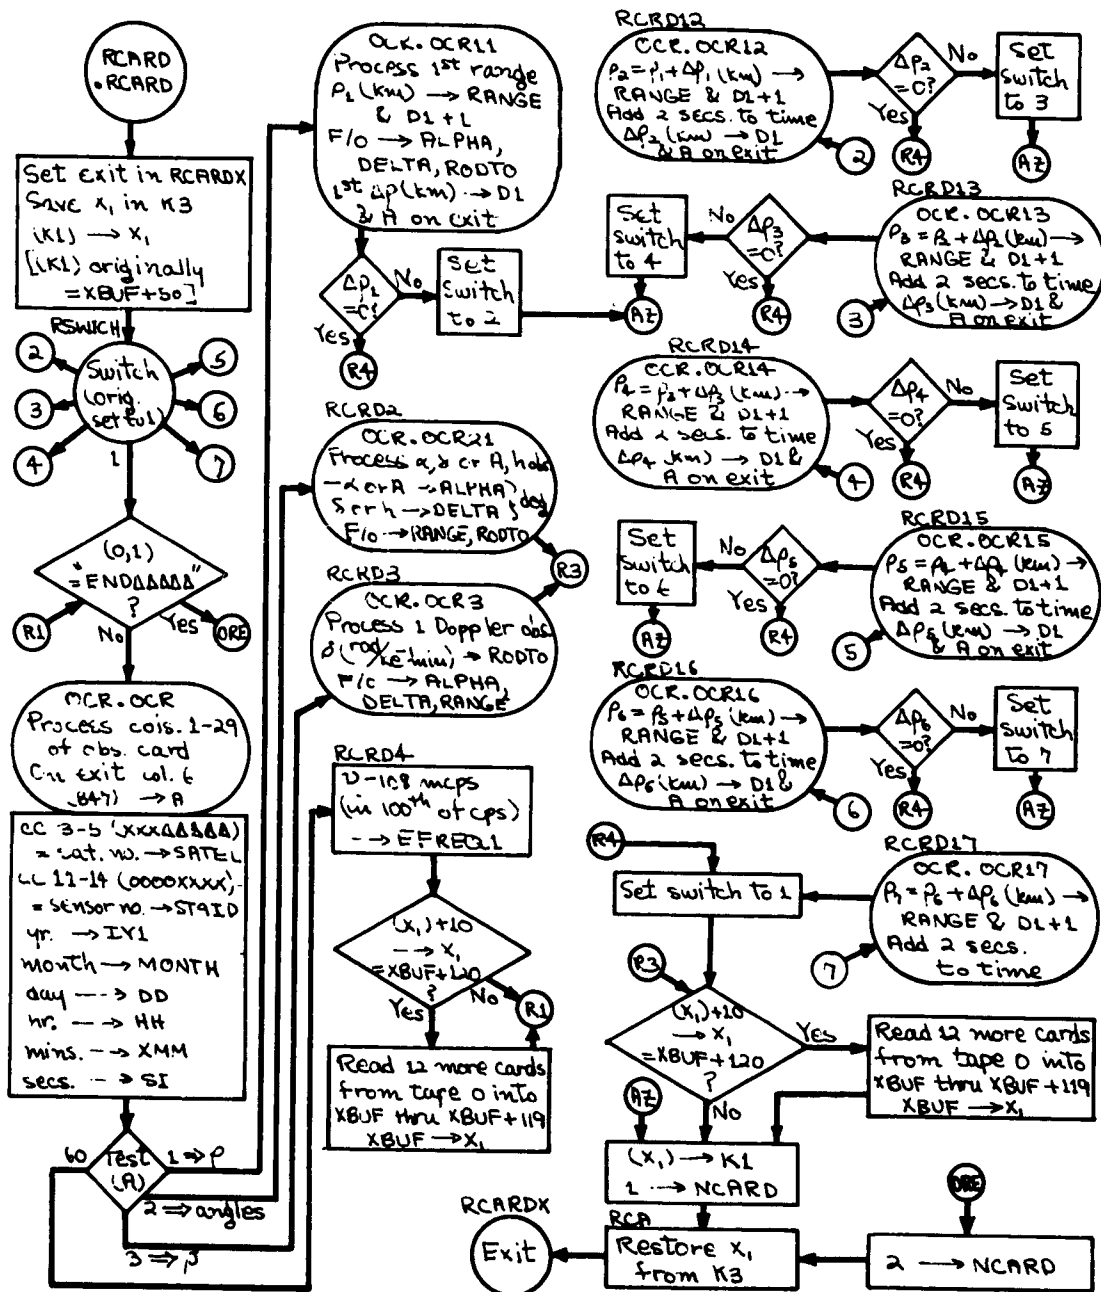 RCARD
.RCARD
Set exit in RCARDX
Save X₁ in K3
(K1) → X₁
[(K1) originally
=XBUF+50]
RSWICH
Switch
(orig.
set to 1)
2
3
4
5
6
7
1
(0,1)
="ENDΔΔΔΔΔ"
?
R1
Yes
ORE
No
OCR.OCR
Process cols. 1-29
of obs. card
On exit col. 6
(B47) → A
CC 3-5 (XXXΔΔΔΔΔ)
= sat. no. → SATEL
CC 11-14 (0000XXXX),
= sensor no. → STAID
yr. → IY1
month → MONTH
day → DD
hr. → HH
mins. → XMM
secs. → SI
60
Test
(A)
1 ⇒ ρ
2 ⇒ angles
3 ⇒ ρ̇
OCR.OCR11
Process 1st range
ρ₁ (km) → RANGE
& D1+1
F/0 → ALPHA,
DELTA, RODTO
1st Δρ (km) → D1
& A on exit
Δρ₁
=0?
No
Yes
R4
Set
Switch
to 2
AZ
RCRD2
OCR.OCR21
Process α, δ or A, h obs
α or A → ALPHA}
δ or h → DELTA} deg
F/0 → RANGE, RODTO
R3
RCRD3
OCR.OCR3
Process 1 Doppler obs
ρ̇ (rad/ke⁻¹min) → RODTO
F/0 → ALPHA,
DELTA, RANGE
RCRD4
ν-108 mcps
(in 100th of cps)
→ EFREQ1
(X₁)+10
→ X₁
=XBUF+120
?
No
R1
Yes
Read 12 more cards
from tape 0 into
XBUF thru XBUF+119
XBUF → X₁
RCRD12
OCR.OCR12
ρ₂ = ρ₁ + Δρ₁ (km) →
RANGE & D1+1
Add 2 secs. to time
Δρ₂ (km) → D1
& A on exit
2
Δρ₂
=0?
No
Yes
R4
Set
switch
to 3
AZ
RCRD13
OCR.OCR13
ρ₃ = ρ₂ + Δρ₂ (km) →
RANGE & D1+1
Add 2 secs. to time
Δρ₃ (km) → D1 &
A on exit
3
Δρ₃
=0?
No
Yes
R4
Set
switch
to 4
AZ
RCRD14
OCR.OCR14
ρ₄ = ρ₃ + Δρ₃ (km) →
RANGE & D1+1
Add 2 secs. to time
Δρ₄ (km) → D1 &
A on exit
4
Δρ₄
=0?
No
Yes
R4
Set
Switch
to 5
AZ
RCRD15
OCR.OCR15
ρ₅ = ρ₄ + Δρ₄ (km) →
RANGE & D1+1
Add 2 secs. to time
Δρ₅ (km) → D1
& A on exit
5
Δρ₅
=0?
No
Yes
R4
Set
switch
to 6
AZ
RCRD16
OCR.OCR16
ρ₆ = ρ₅ + Δρ₅ (km) →
RANGE & D1+1
Add 2 secs. to time
Δρ₆ (km) → D1 &
A on exit
6
Δρ₆
=0?
No
Yes
R4
Set
switch
to 7
AZ
RCRD17
OCR.OCR17
ρ₇ = ρ₆ + Δρ₆ (km) →
RANGE & D1+1
Add 2 secs.
to time
7
R4
Set switch to 1
R3
(X₁)+10
→ X₁
=XBUF+120
?
Yes
No
Read 12 more cards
from tape 0 into
XBUF thru XBUF+119
XBUF → X₁
AZ
(X₁) → K1
1 → NCARD
ORE
2 → NCARD
RCA
Restore X₁
from K3
RCARDX
Exit